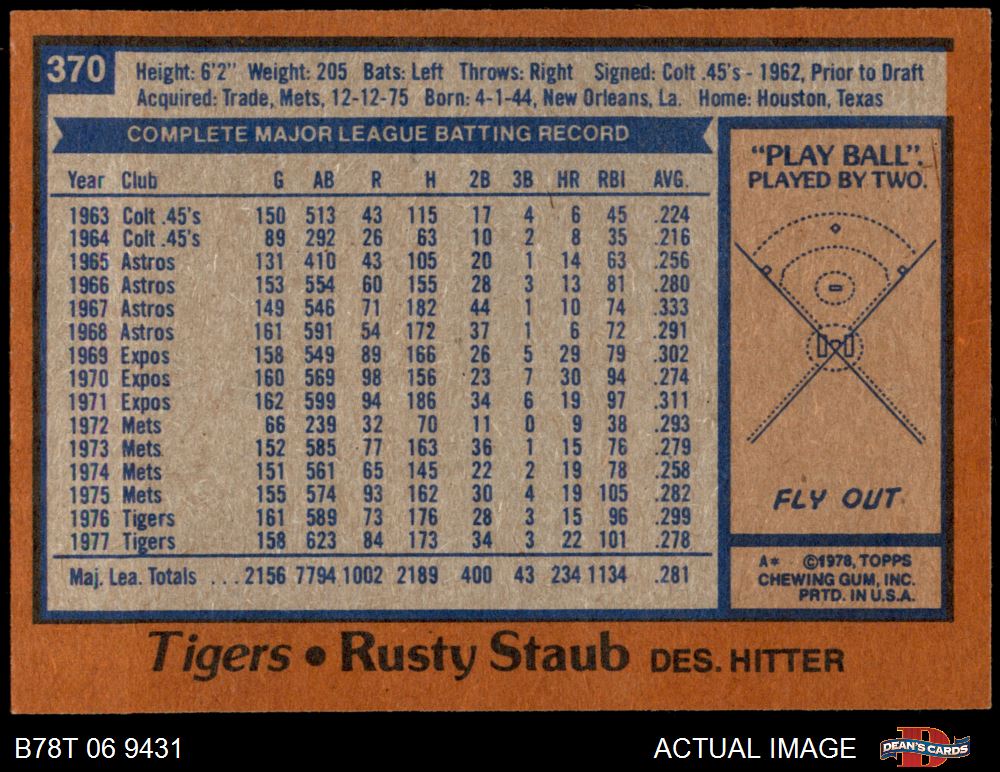 370
Height: 6'2" Weight: 205 Bats: Left Throws: Right Signed: Colt .45's - 1962, Prior to Draft
Acquired: Trade, Mets, 12-12-75 Born: 4-1-44, New Orleans, La. Home: Houston, Texas
COMPLETE MAJOR LEAGUE BATTING RECORD
Year Club G AB R H 2B 3B HR RBI AVG.
1963 Colt .45's 150 513 43 115 17 4 6 45 .224
1964 Colt .45's 89 292 26 63 10 2 8 35 .216
1965 Astros 131 410 43 105 20 1 14 63 .256
1966 Astros 153 554 60 155 28 3 13 81 .280
1967 Astros 149 546 71 182 44 1 10 74 .333
1968 Astros 161 591 54 172 37 1 6 72 .291
1969 Expos 158 549 89 166 26 5 29 79 .302
1970 Expos 160 569 98 156 23 7 30 94 .274
1971 Expos 162 599 94 186 34 6 19 97 .311
1972 Mets 66 239 32 70 11 0 9 38 .293
1973 Mets 152 585 77 163 36 1 15 76 .279
1974 Mets 151 561 65 145 22 2 19 78 .258
1975 Mets 155 574 93 162 30 4 19 105 .282
1976 Tigers 161 589 73 176 28 3 15 96 .299
1977 Tigers 158 623 84 173 34 3 22 101 .278
Maj. Lea. Totals ... 2156 7794 1002 2189 400 43 234 1134 .281
"PLAY BALL".
PLAYED BY TWO.
FLY OUT
A* ©1978, TOPPS
CHEWING GUM, INC.
PRTD. IN U.S.A.
Tigers • Rusty Staub DES. HITTER
B78T 06 9431
ACTUAL IMAGE
D
DEAN'S CARDS